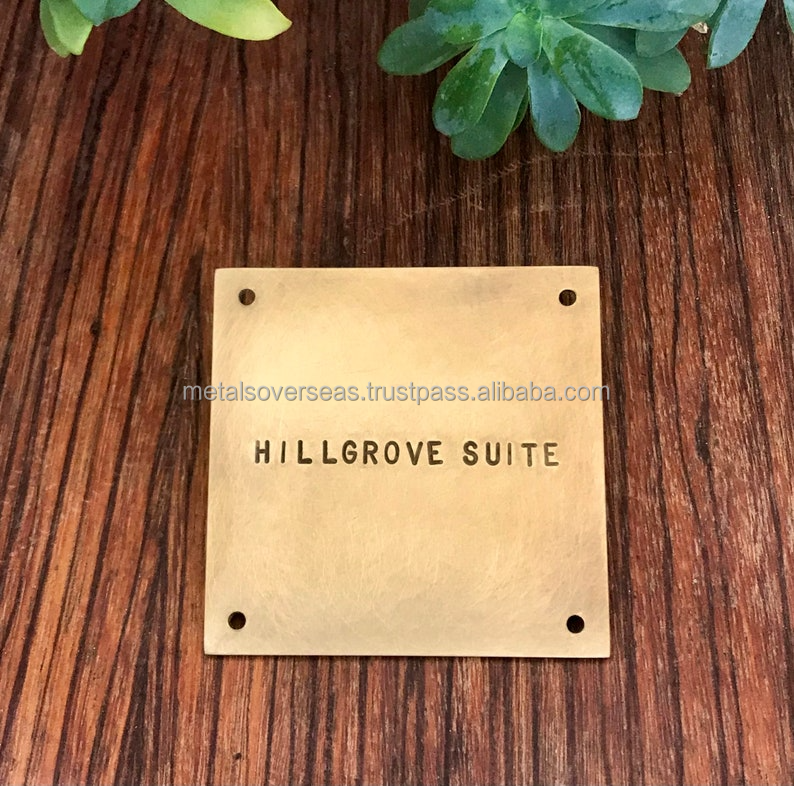 metalsoverseas.trustpass.alibaba.com
HILLGROVE SUITE